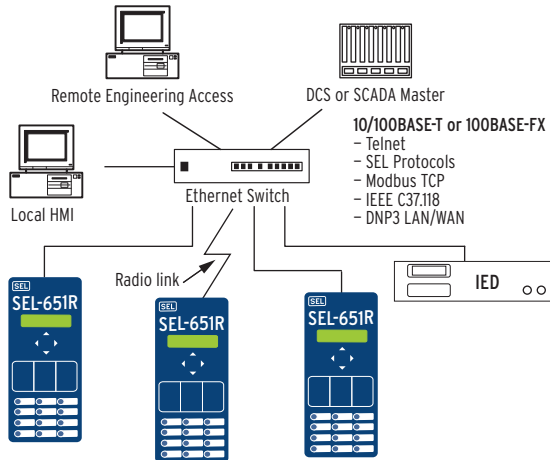 Remote Engineering Access
DCS or SCADA Master
10/100BASE-T or 100BASE-FX
– Telnet
– SEL Protocols
– Modbus TCP
– IEEE C37.118
– DNP3 LAN/WAN
Local HMI
Ethernet Switch
Radio link
IED
SEL
SEL-651R
SEL
SEL-651R
SEL
SEL-651R